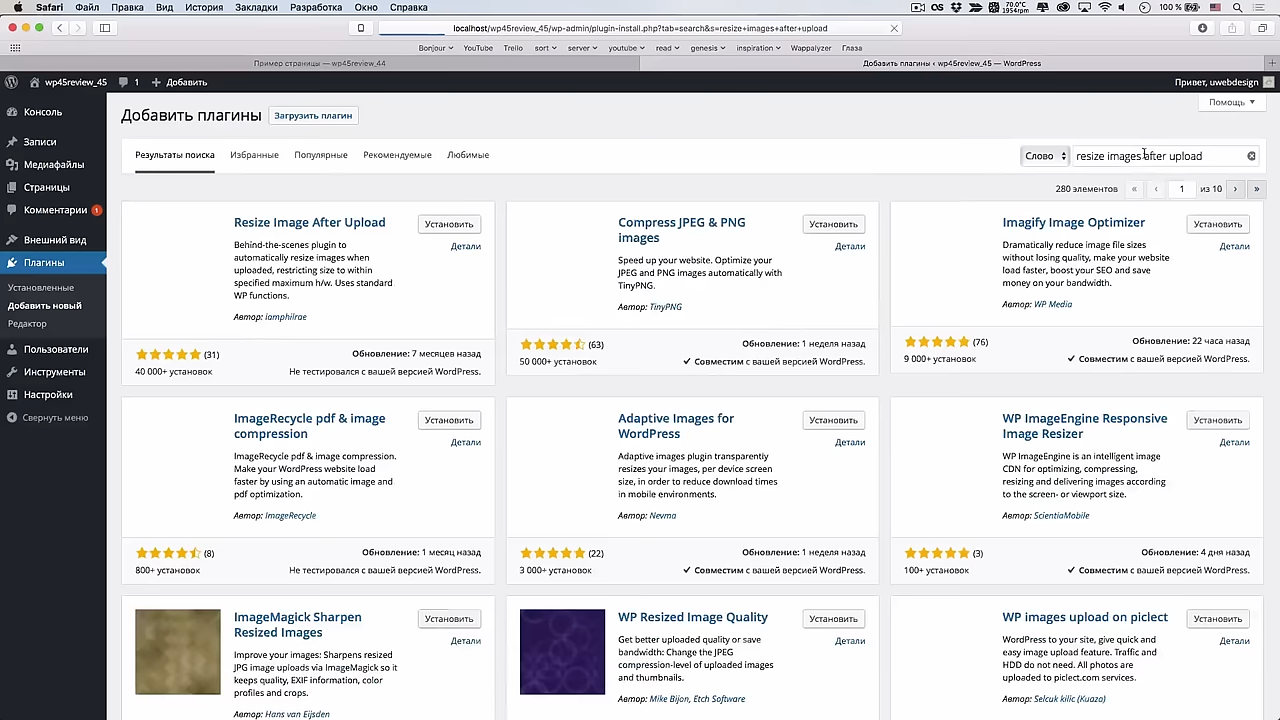 Safari Файл Правка Вид История Закладки Разработка Окно Справка 70.0°C 1954rpm 100 %
localhost/wp45review_45/wp-admin/plugin-install.php?tab=search&s=resize+images+after+upload
Bonjour YouTube Trello sort server youtube read genesis inspiration Wappalyzer Глаза
Пример страницы — wp45review_44 Добавить плагины ‹ wp45review_45 — WordPress
wp45review_45 1 Добавить Привет, uwebdesign
Помощь
Консоль
Записи
Медиафайлы
Страницы
Комментарии 1
Внешний вид
Плагины
Установленные
Добавить новый
Редактор
Пользователи
Инструменты
Настройки
Свернуть меню
Добавить плагины Загрузить плагин
Результаты поиска Избранные Популярные Рекомендуемые Любимые Слово resize images after upload
280 элементов « ‹ 1 из 10 › »
Resize Image After Upload
Установить
Детали
Behind-the-scenes plugin to
automatically resize images when
uploaded, restricting size to within
specified maximum h/w. Uses standard
WP functions.
Автор: iamphilrae
(31) Обновление: 7 месяцев назад
40 000+ установок Не тестировался с вашей версией WordPress.
Compress JPEG & PNG
images
Установить
Детали
Speed up your website. Optimize your
JPEG and PNG images automatically with
TinyPNG.
Автор: TinyPNG
(63) Обновление: 1 неделя назад
50 000+ установок ✓ Совместим с вашей версией WordPress.
Imagify Image Optimizer
Установить
Детали
Dramatically reduce image file sizes
without losing quality, make your website
load faster, boost your SEO and save
money on your bandwidth.
Автор: WP Media
(76) Обновление: 22 часа назад
9 000+ установок ✓ Совместим с вашей версией WordPress.
ImageRecycle pdf & image
compression
Установить
Детали
ImageRecycle pdf & image compression.
Make your WordPress website load
faster by using an automatic image and
pdf optimization.
Автор: ImageRecycle
(8) Обновление: 1 месяц назад
800+ установок Не тестировался с вашей версией WordPress.
Adaptive Images for
WordPress
Установить
Детали
Adaptive images plugin transparently
resizes your images, per device screen
size, in order to reduce download times
in mobile environments.
Автор: Nevma
(22) Обновление: 1 неделя назад
3 000+ установок ✓ Совместим с вашей версией WordPress.
WP ImageEngine Responsive
Image Resizer
Установить
Детали
WP ImageEngine is an intelligent image
CDN for optimizing, compressing,
resizing and delivering images according
to the screen- or viewport size.
Автор: ScientiaMobile
(3) Обновление: 4 дня назад
100+ установок ✓ Совместим с вашей версией WordPress.
ImageMagick Sharpen
Resized Images
Установить
Детали
Improve your images: Sharpens resized
JPG image uploads via ImageMagick so it
keeps quality, EXIF information, color
profiles and crops.
Автор: Hans van Eijsden
WP Resized Image Quality
Установить
Детали
Get better uploaded quality or save
bandwidth: Change the JPEG
compression-level of uploaded images
and thumbnails.
Автор: Mike Bijon, Etch Software
WP images upload on piclect
Установить
Детали
WordPress to your site, give quick and
easy image upload feature. Traffic and
HDD do not need. All photos are
uploaded to piclect.com services.
Автор: Selcuk kilic (Kuazo)